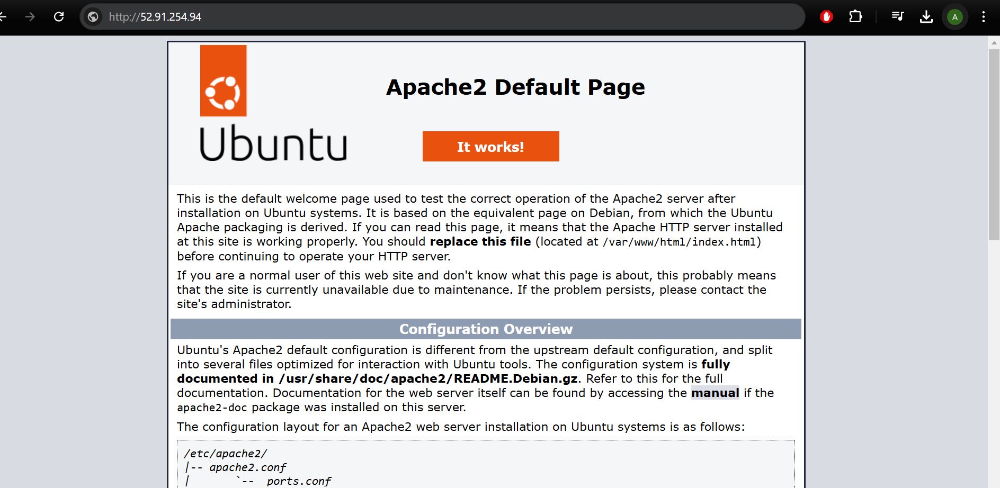 http://52.91.254.94
A
Ubuntu
Apache2 Default Page
It works!
This is the default welcome page used to test the correct operation of the Apache2 server after
installation on Ubuntu systems. It is based on the equivalent page on Debian, from which the Ubuntu
Apache packaging is derived. If you can read this page, it means that the Apache HTTP server installed
at this site is working properly. You should replace this file (located at /var/www/html/index.html)
before continuing to operate your HTTP server.
If you are a normal user of this web site and don't know what this page is about, this probably means
that the site is currently unavailable due to maintenance. If the problem persists, please contact the
site's administrator.
Configuration Overview
Ubuntu's Apache2 default configuration is different from the upstream default configuration, and split
into several files optimized for interaction with Ubuntu tools. The configuration system is fully
documented in /usr/share/doc/apache2/README.Debian.gz. Refer to this for the full
documentation. Documentation for the web server itself can be found by accessing the manual if the
apache2-doc package was installed on this server.
The configuration layout for an Apache2 web server installation on Ubuntu systems is as follows:
/etc/apache2/
|-- apache2.conf
|       `--  ports.conf